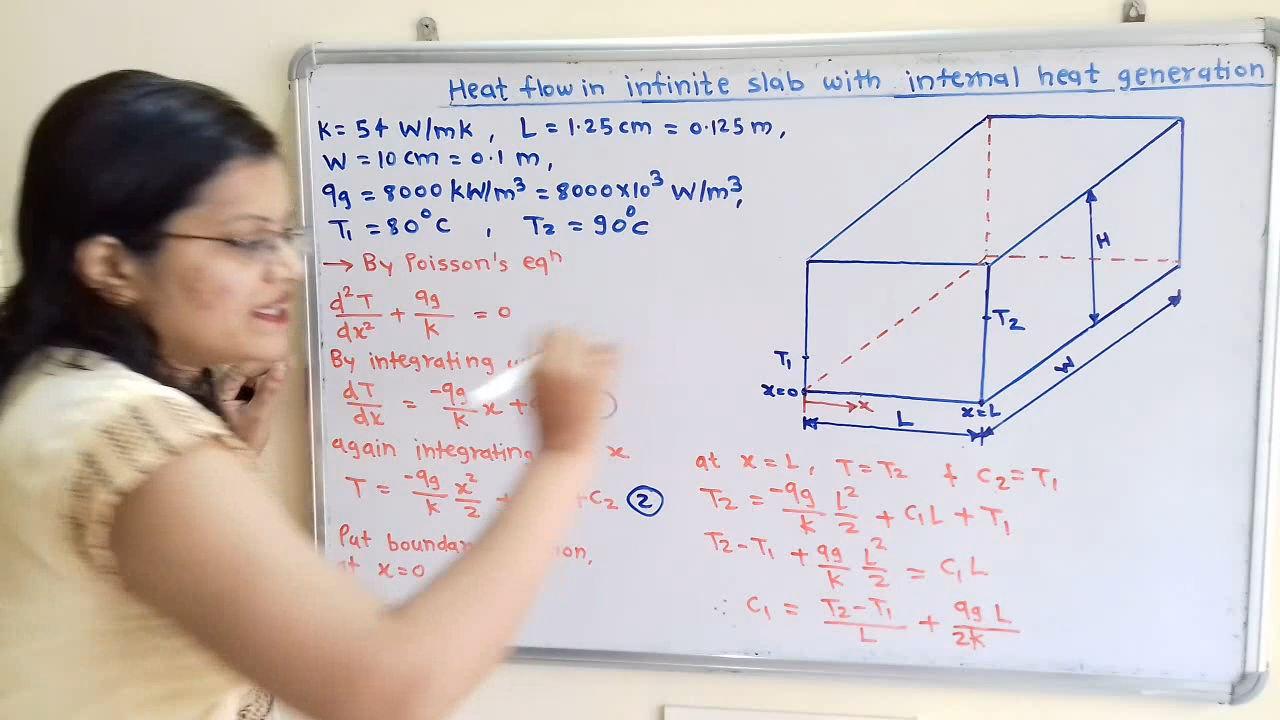 Heat flow in infinite slab with internal heat generation
K = 54 W/mk , L = 1.25 cm = 0.125 m,
W = 10 cm = 0.1 m,
qg = 8000 kW/m³ = 8000×10³ W/m³,
T₁ = 80°C , T₂ = 90°C
→ By Poisson's eqⁿ
d²T/dx² + qg/k = 0
By integrating
dT/dx = -qg/k x +
again integrating x
T = -qg/k x²/2 + +C₂ ②
Put boundar on,
at x=0
T₁
x=0
x
L
x=L
T₂
H
W
at x = L, T = T₂ & C₂ = T₁
T₂ = -qg/k L²/2 + C₁L + T₁
T₂ - T₁ + qg/k L²/2 = C₁L
∴ C₁ = T₂ - T₁/L + qg L/2k